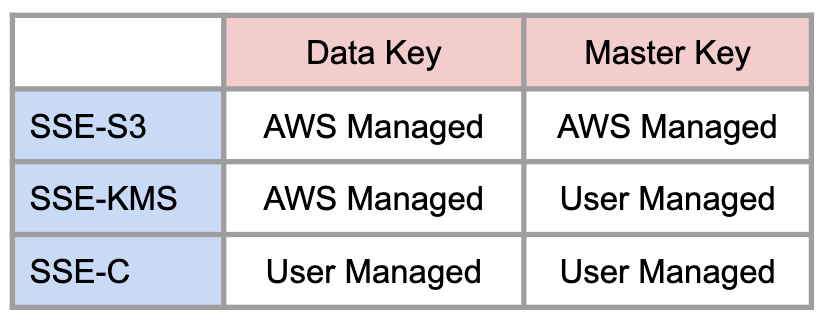 Data Key Master Key
SSE-S3 AWS Managed AWS Managed
SSE-KMS AWS Managed User Managed
SSE-C User Managed User Managed